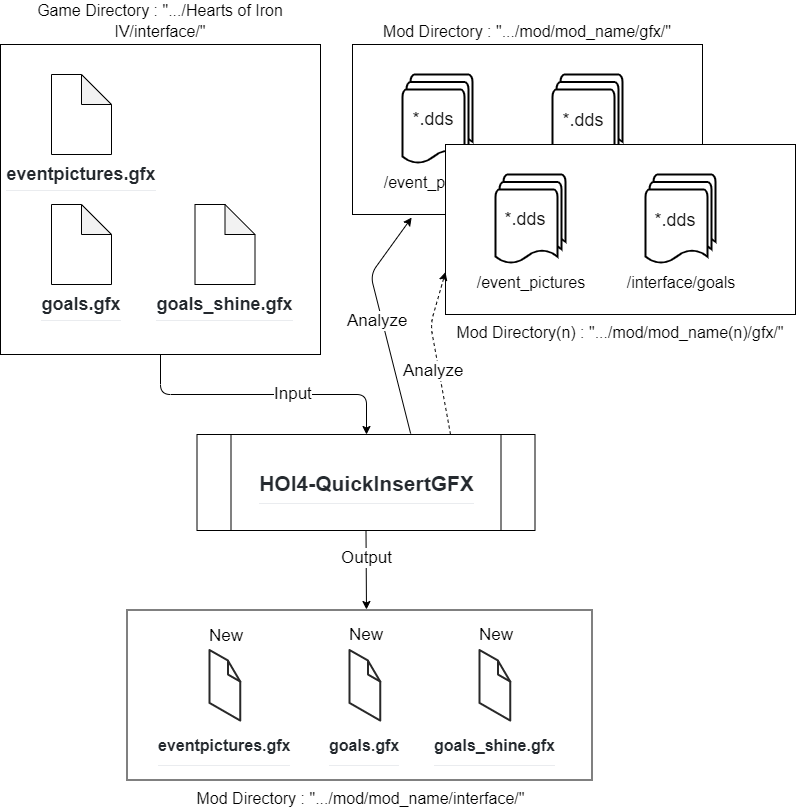 Game Directory : ".../Hearts of Iron
IV/interface/"
eventpictures.gfx
goals.gfx
goals_shine.gfx
Mod Directory : ".../mod/mod_name/gfx/"
*.dds
*.dds
/event_p
*.dds
*.dds
/event_pictures
/interface/goals
Mod Directory(n) : ".../mod/mod_name(n)/gfx/"
Analyze
Analyze
Input
HOI4-QuickInsertGFX
Output
New
New
New
eventpictures.gfx
goals.gfx
goals_shine.gfx
Mod Directory : ".../mod/mod_name/interface/"